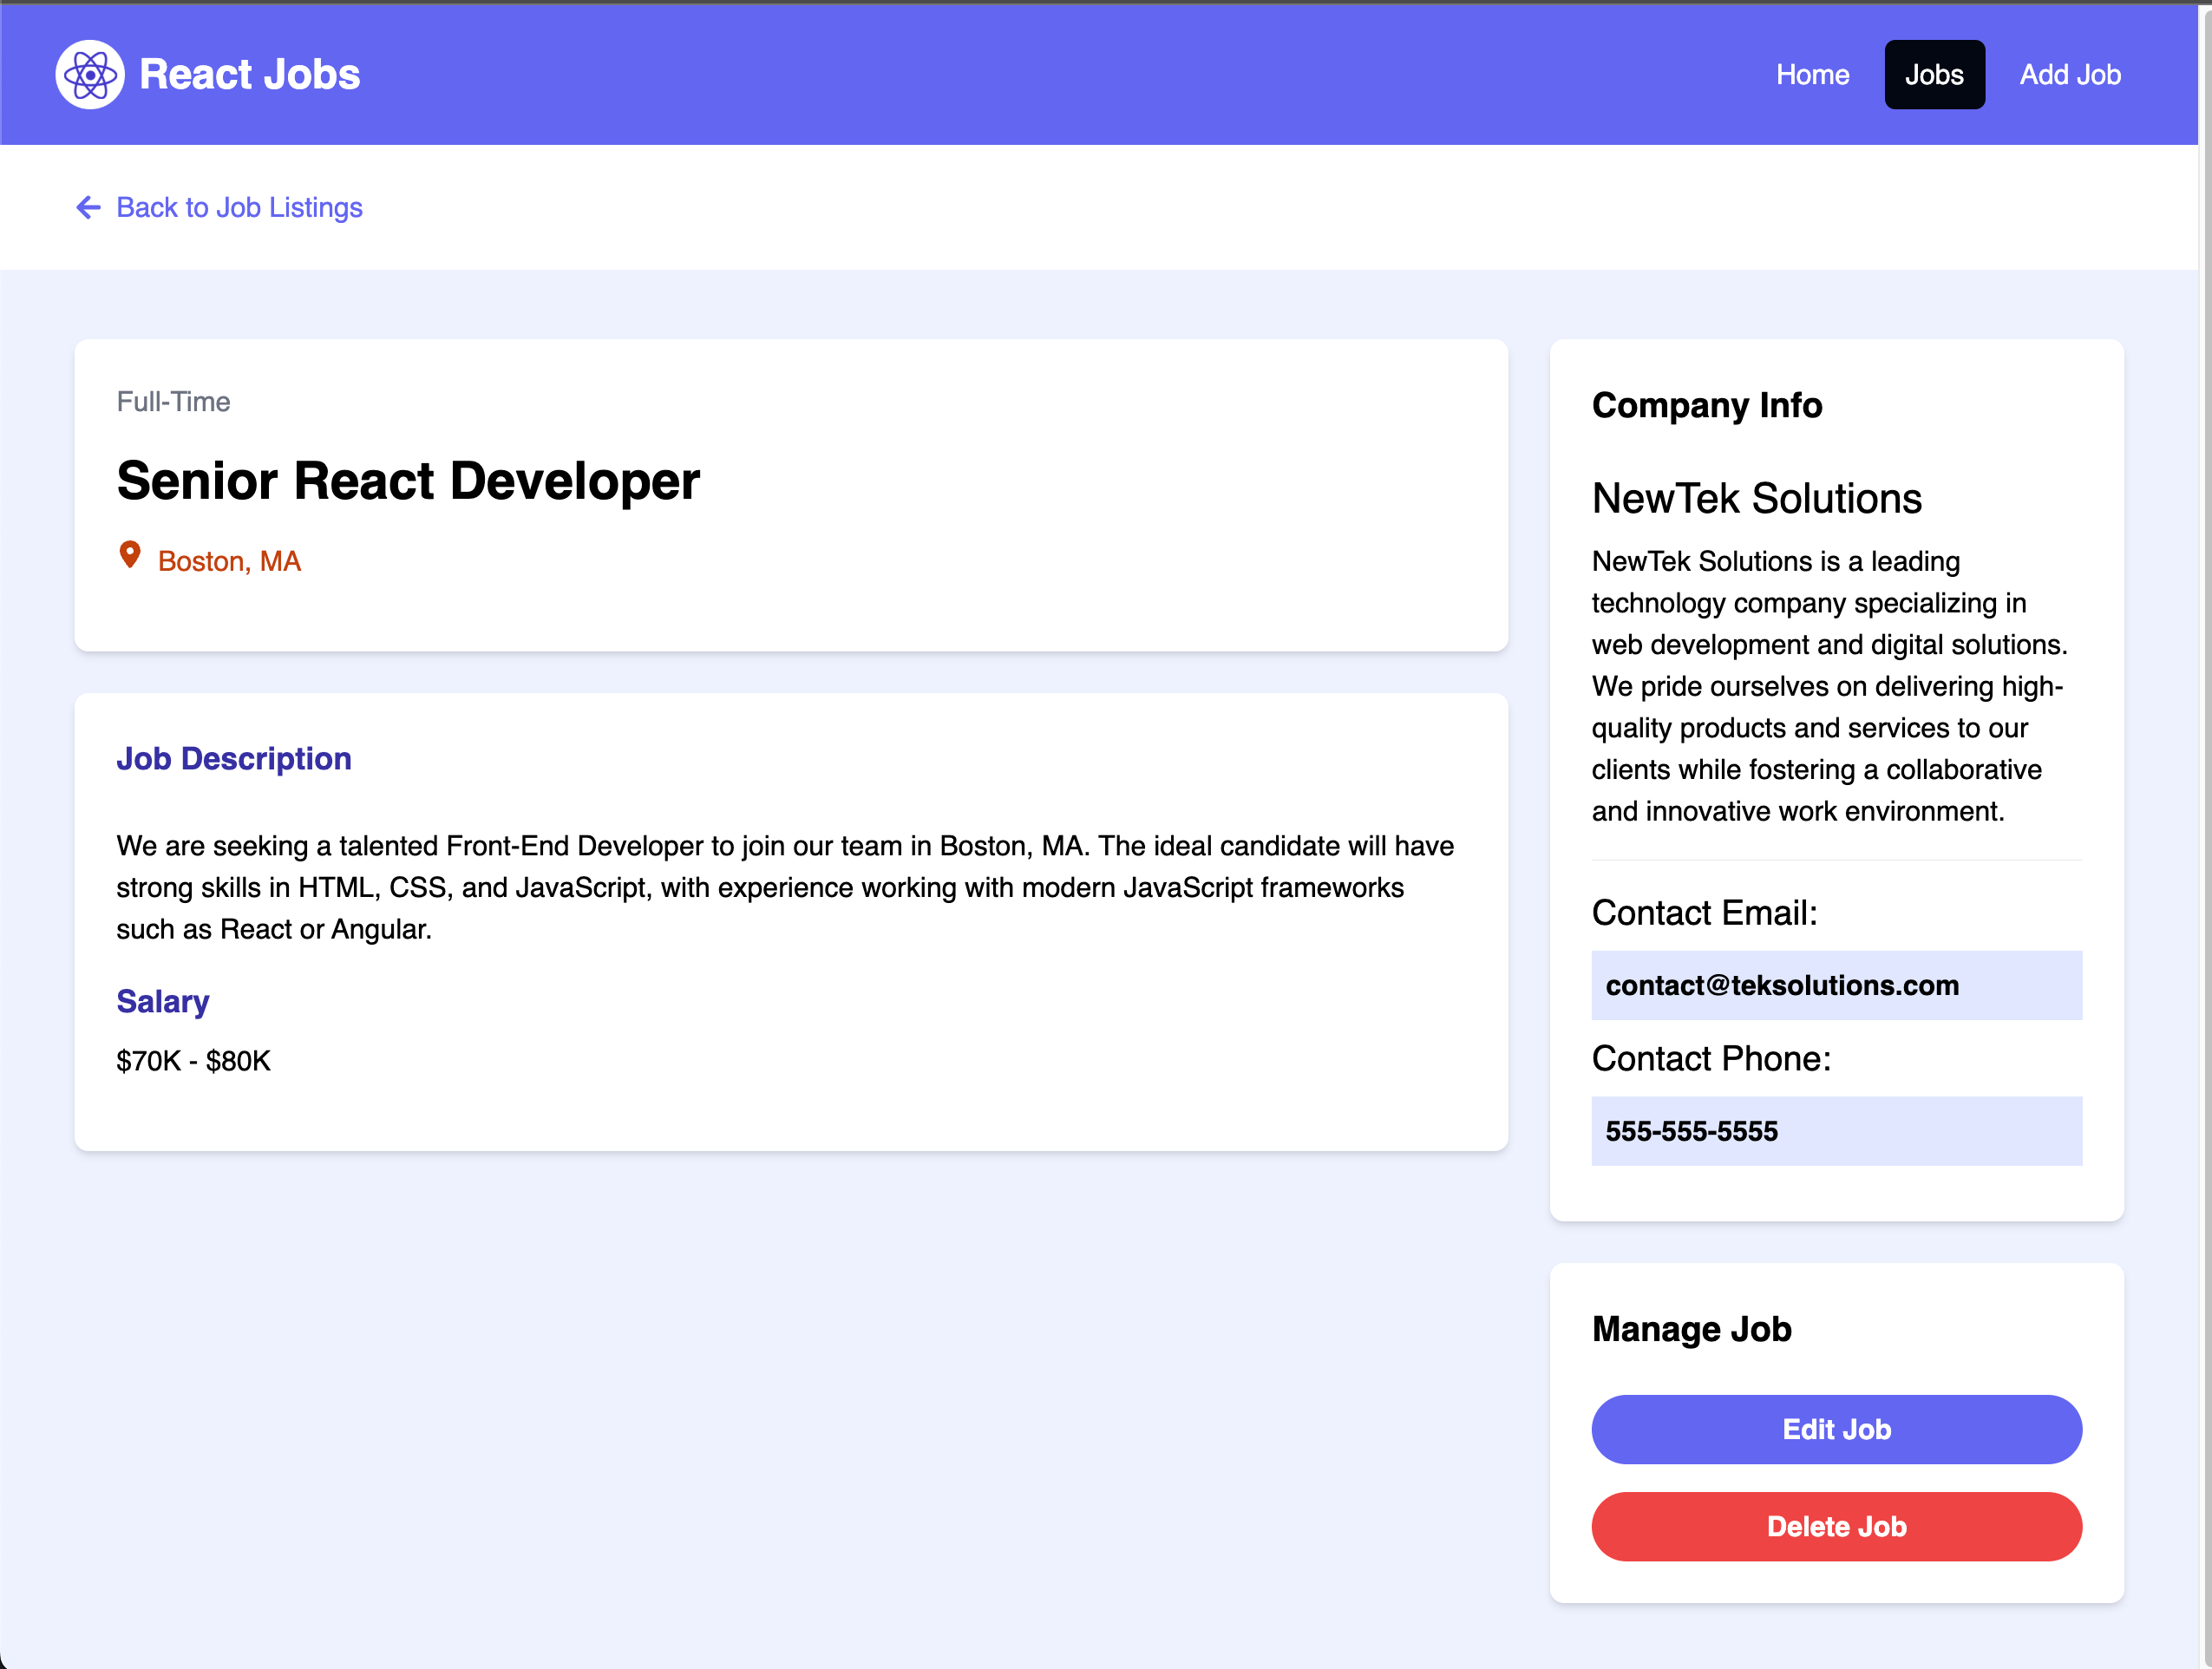 React Jobs
Home
Jobs
Add Job
Back to Job Listings
Full-Time
Senior React Developer
Boston, MA
Job Description
We are seeking a talented Front-End Developer to join our team in Boston, MA. The ideal candidate will have
strong skills in HTML, CSS, and JavaScript, with experience working with modern JavaScript frameworks
such as React or Angular.
Salary
$70K - $80K
Company Info
NewTek Solutions
NewTek Solutions is a leading
technology company specializing in
web development and digital solutions.
We pride ourselves on delivering high-
quality products and services to our
clients while fostering a collaborative
and innovative work environment.
Contact Email:
contact@teksolutions.com
Contact Phone:
555-555-5555
Manage Job
Edit Job
Delete Job